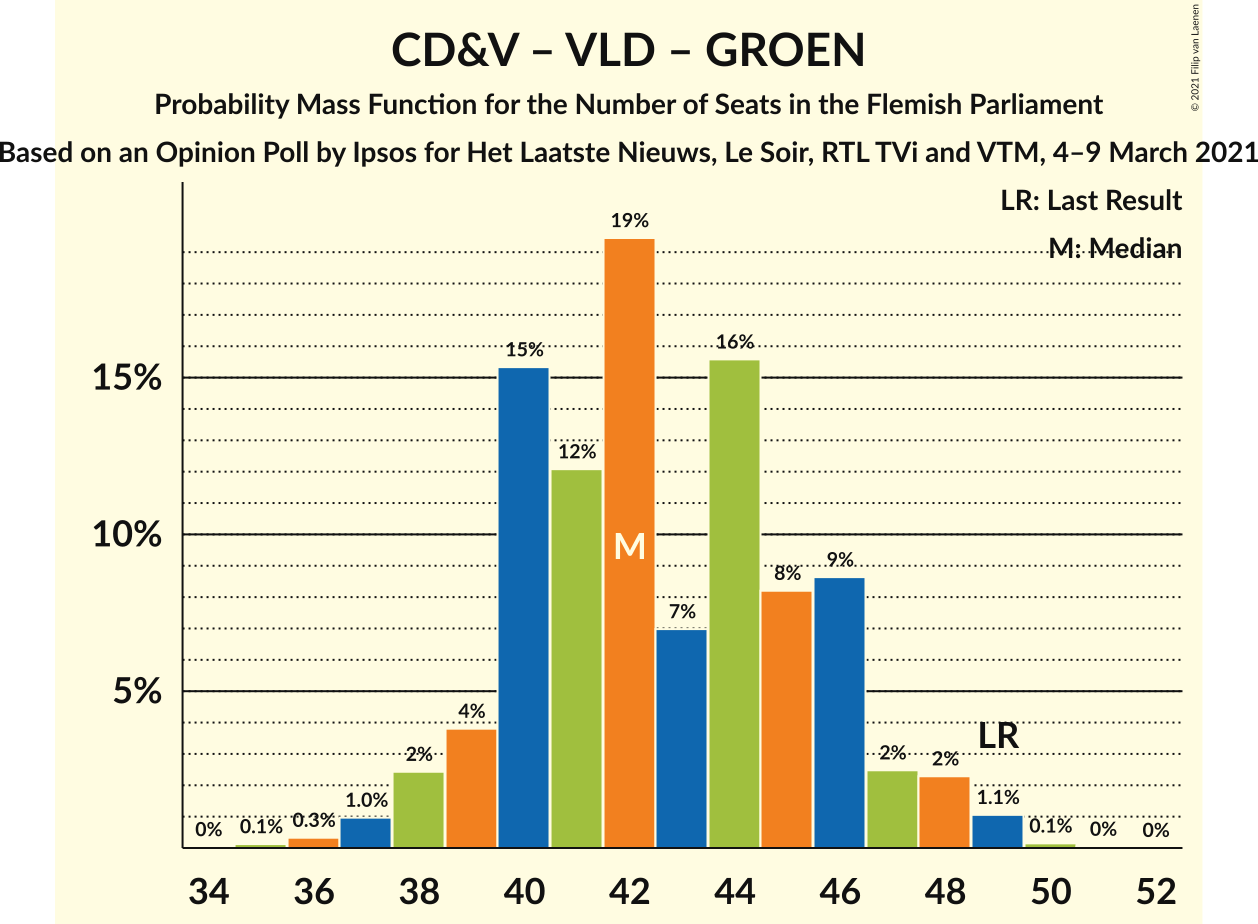 CD&V – VLD – GROEN
© 2021 Filip van Laenen
Probability Mass Function for the Number of Seats in the Flemish Parliament
Based on an Opinion Poll by Ipsos for Het Laatste Nieuws, Le Soir, RTL TVi and VTM, 4–9 March 2021
LR: Last Result
M: Median
15%
10%
5%
0%
0.1%
0.3%
1.0%
2%
4%
15%
12%
19%
M
7%
16%
8%
9%
2%
2%
LR
1.1%
0.1%
0%
0%
34 36 38 40 42 44 46 48 50 52